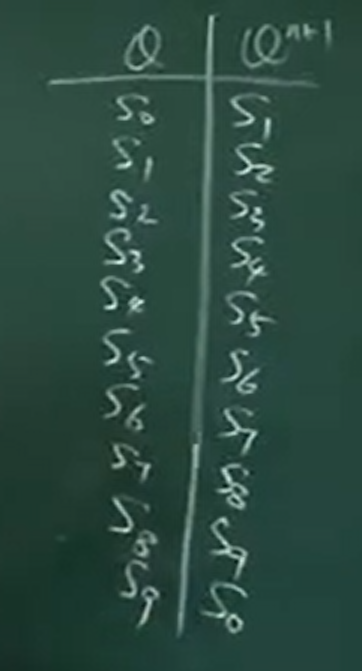 Q Qⁿ⁺¹
S₀ S₁
S₁ S₂
S₂ S₃
S₃ S₄
S₄ S₅
S₅ S₆
S₆ S₇
S₇ S₈
S₈ S₉
S₉ S₀